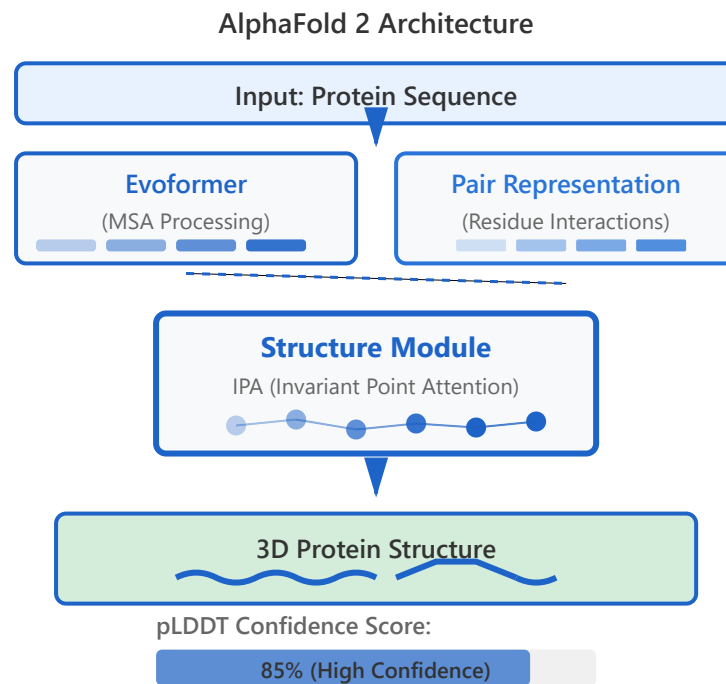 AlphaFold 2 Architecture
Input: Protein Sequence
Evoformer
(MSA Processing)
Pair Representation
(Residue Interactions)
Structure Module
IPA (Invariant Point Attention)
3D Protein Structure
pLDDT Confidence Score:
85% (High Confidence)